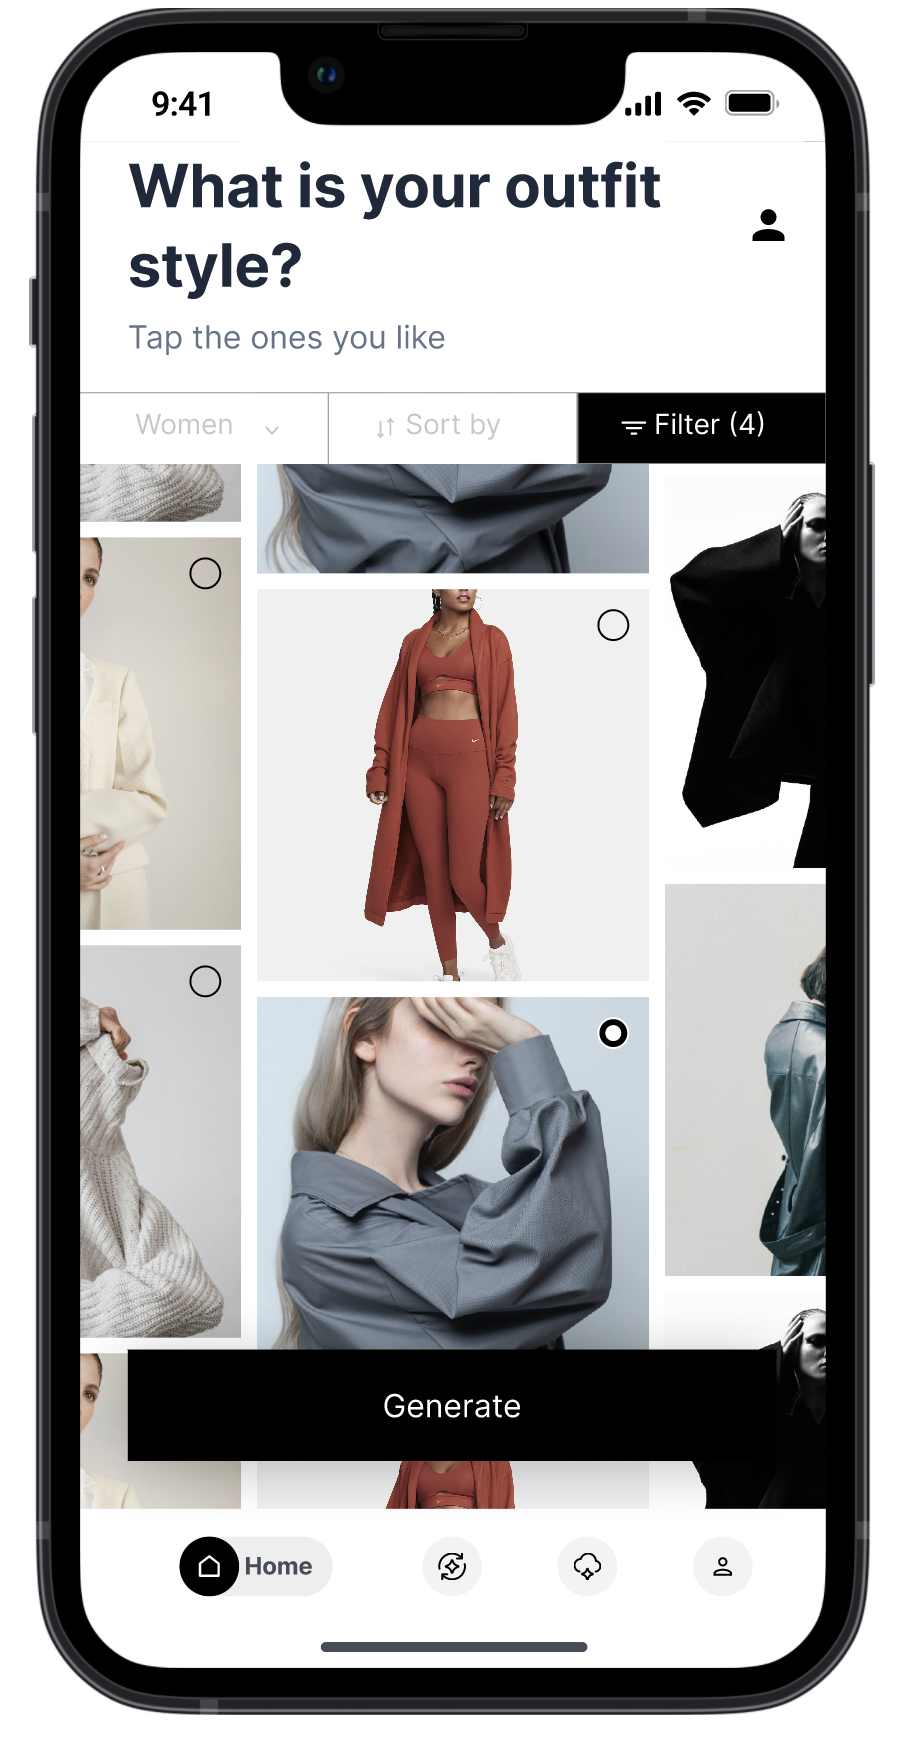 9:41
What is your outfit
style?
Tap the ones you like
Women
Sort by
Filter (4)
Generate
Home